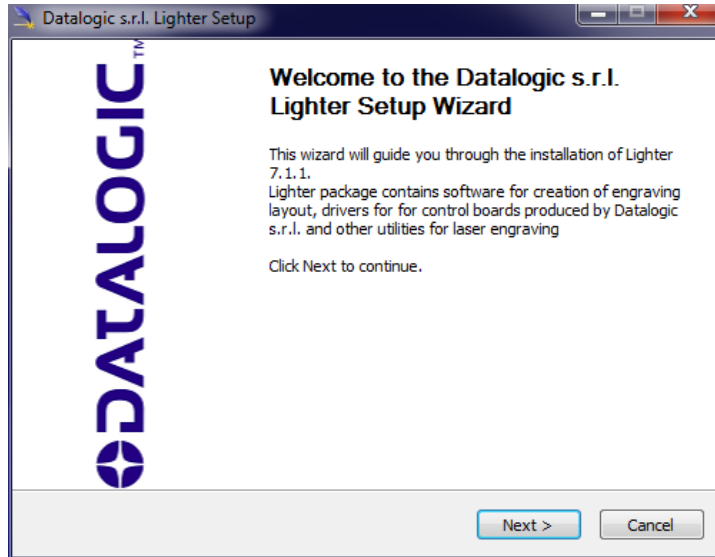 Datalogic s.r.l. Lighter Setup
DATALOGIC™
Welcome to the Datalogic s.r.l.
Lighter Setup Wizard
This wizard will guide you through the installation of Lighter
7.1.1.
Lighter package contains software for creation of engraving
layout, drivers for for control boards produced by Datalogic
s.r.l. and other utilities for laser engraving
Click Next to continue.
Next >
Cancel